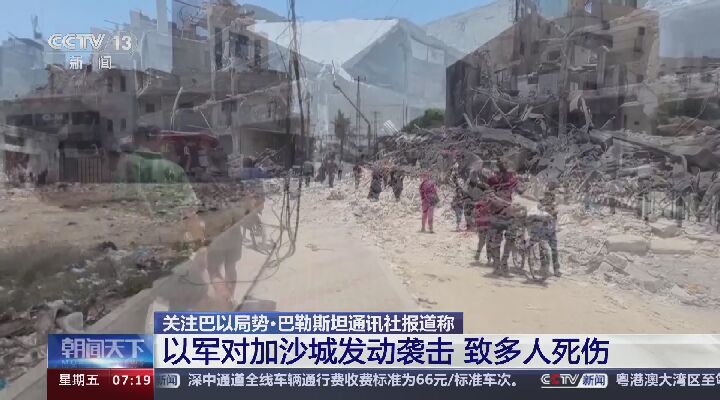 CCTV 13
新闻
关注巴以局势·巴勒斯坦通讯社报道称
朝闻天下
以军对加沙城发动袭击 致多人死伤
星期五 07:19 新闻 深中通道全线车辆通行费收费标准为66元/标准车次。 CCTV 新闻 粤港澳大湾区至